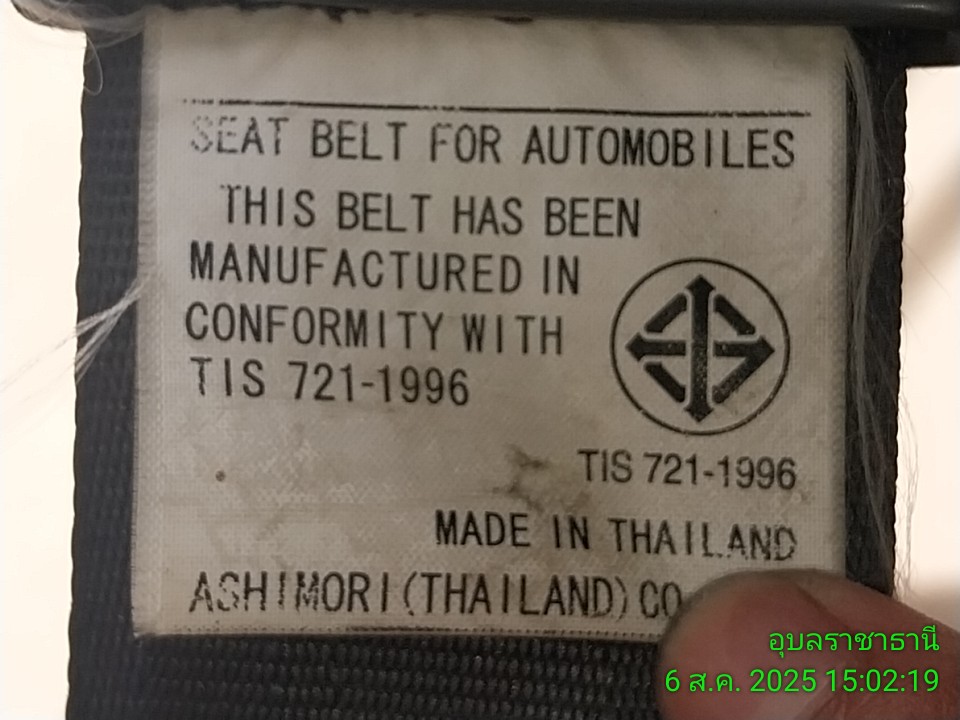 SEAT BELT FOR AUTOMOBILES
THIS BELT HAS BEEN
MANUFACTURED IN
CONFORMITY WITH
TIS 721-1996
TIS 721-1996
MADE IN THAILAND
ASHIMORI (THAILAND) CO
อุบลราชาธานี
6 ส.ค. 2025 15:02:19